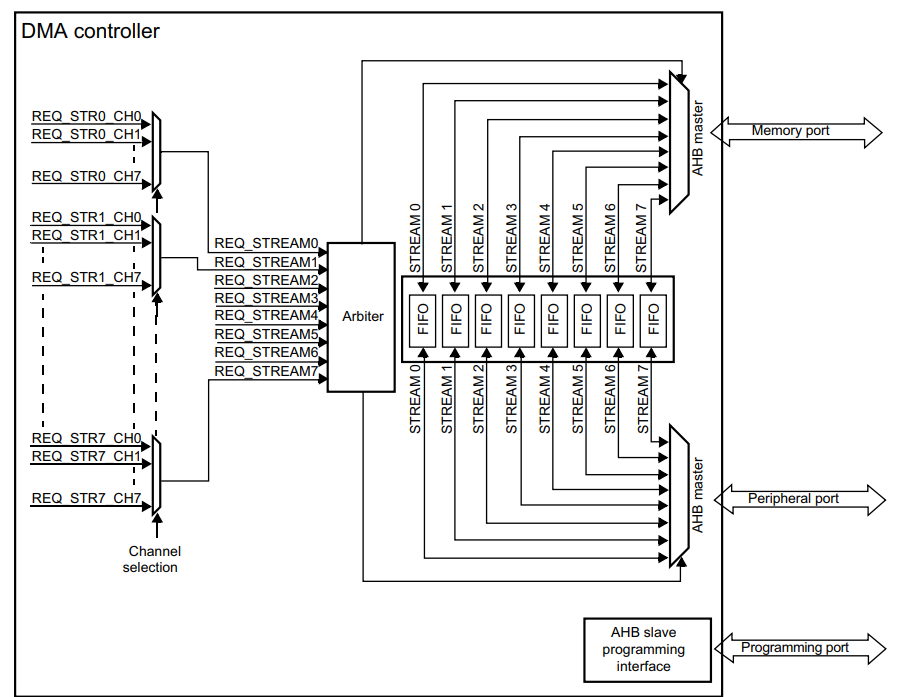 DMA controller
REQ_STR0_CH0
REQ_STR0_CH1
REQ_STR0_CH7
REQ_STR1_CH0
REQ_STR1_CH1
REQ_STR1_CH7
REQ_STR7_CH0
REQ_STR7_CH1
REQ_STR7_CH7
Channel
selection
REQ_STREAM0
REQ_STREAM1
REQ_STREAM2
REQ_STREAM3
REQ_STREAM4
REQ_STREAM5
REQ_STREAM6
REQ_STREAM7
Arbiter
STREAM 0
STREAM 1
STREAM 2
STREAM 3
STREAM 4
STREAM 5
STREAM 6
STREAM 7
FIFO
FIFO
FIFO
FIFO
FIFO
FIFO
FIFO
FIFO
STREAM 0
STREAM 1
STREAM 2
STREAM 3
STREAM 4
STREAM 5
STREAM 6
STREAM 7
AHB master
Memory port
AHB master
Peripheral port
AHB slave
programming
interface
Programming port